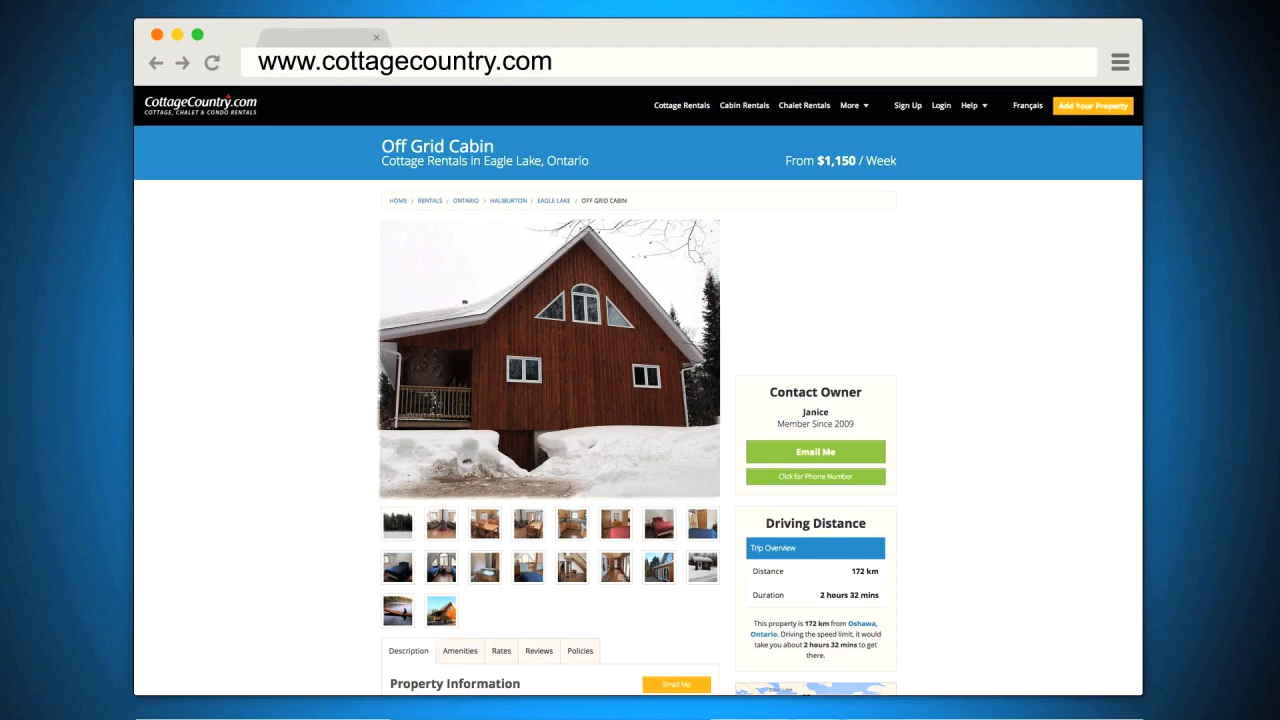 www.cottagecountry.com
CottageCountry.com
COTTAGE, CHALET & CONDO RENTALS
Cottage Rentals Cabin Rentals Chalet Rentals More Sign Up Login Help Français Add Your Property
Off Grid Cabin
Cottage Rentals in Eagle Lake, Ontario
From $1,150 / Week
HOME / RENTALS / ONTARIO / HALIBURTON / EAGLE LAKE / OFF GRID CABIN
Contact Owner
Janice
Member Since 2009
Email Me
Click for Phone Number
Driving Distance
Trip Overview
Distance 172 km
Duration 2 hours 32 mins
This property is 172 km from Oshawa,
Ontario. Driving the speed limit, it would
take you about 2 hours 32 mins to get
there.
Description Amenities Rates Reviews Policies
Property Information
Email Me